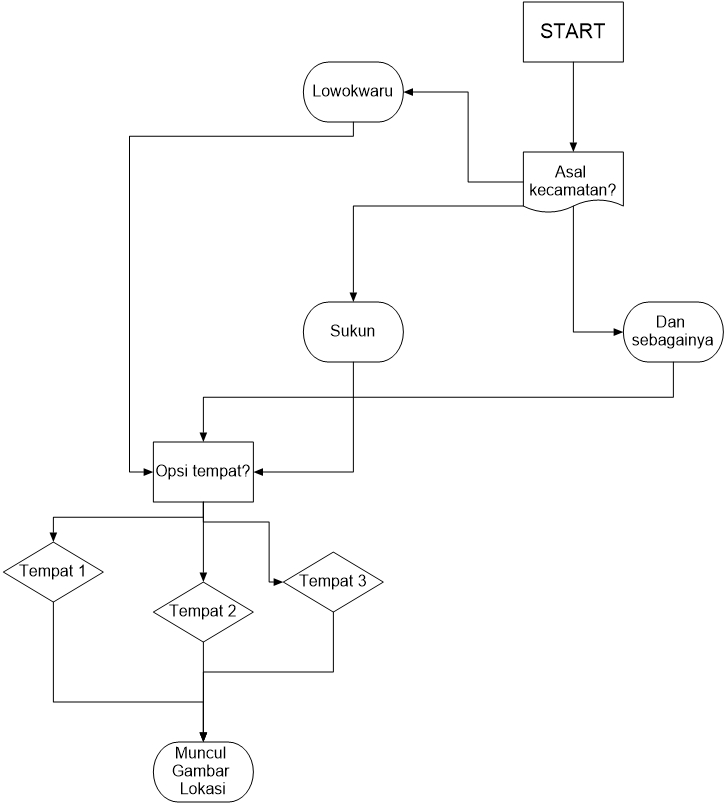 START
Lowokwaru
Asal
kecamatan?
Sukun
Dan
sebagainya
Opsi tempat?
Tempat 1
Tempat 2
Tempat 3
Muncul
Gambar
Lokasi